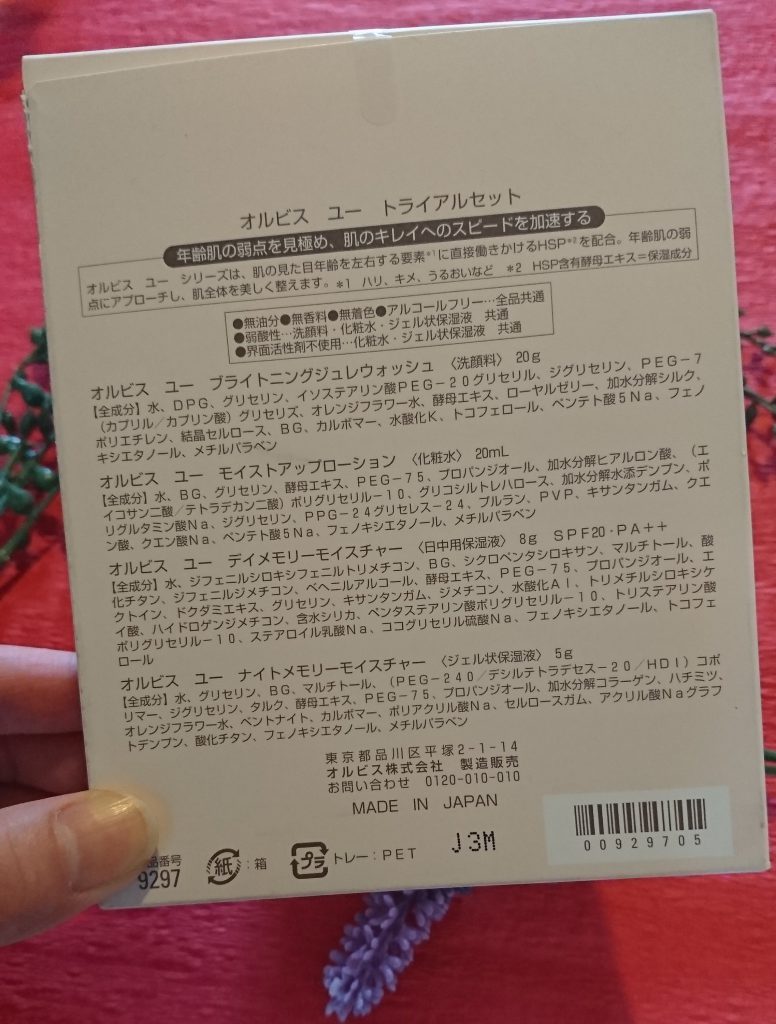 オルビス ユー トライアルセット
年齢肌の弱点を見極め、肌のキレイへのスピードを加速する
オルビス ユー シリーズは、肌の見た目年齢を左右する要素*1に直接働きかけるHSP*2を配合。年齢肌の弱
点にアプローチし、肌全体を美しく整えます。*1 ハリ、キメ、うるおいなど *2 HSP含有酵母エキス=保湿成分
●無油分●無香料●無着色●アルコールフリー…全品共通
●弱酸性…洗顔料・化粧水・ジェル状保湿液 共通
●界面活性剤不使用…化粧水・ジェル状保湿液 共通
オルビス ユー ブライトニングジュレウォッシュ 〈洗顔料〉 20g
【全成分】水、DPG、グリセリン、イソステアリン酸PEG-20グリセリル、ジグリセリン、PEG-7
(カプリル/カプリン酸)グリセリズ、オレンジフラワー水、酵母エキス、ローヤルゼリー、加水分解シルク、
ポリエチレン、結晶セルロース、BG、カルボマー、水酸化K、トコフェロール、ペンテト酸5Na、フェノ
キシエタノール、メチルパラベン
オルビス ユー モイストアップローション 〈化粧水〉 20mL
【全成分】水、BG、グリセリン、酵母エキス、PEG-75、プロパンジオール、加水分解ヒアルロン酸、(エ
イコサン二酸/テトラデカン二酸)ポリグリセリル-10、グリコシルトレハロース、加水分解水添デンプン、ポ
リグルタミン酸Na、ジグリセリン、PPG-24グリセレス-24、プルラン、PVP、キサンタンガム、クエ
ン酸、クエン酸Na、ペンテト酸5Na、フェノキシエタノール、メチルパラベン
オルビス ユー デイメモリーモイスチャー 〈日中用保湿液〉 8g SPF20・PA++
【全成分】水、ジフェニルシロキシフェニルトリメチコン、BG、シクロペンタシロキサン、マルチトール、酸
化チタン、ジフェニルジメチコン、ベヘニルアルコール、酵母エキス、PEG-75、プロパンジオール、エ
クトイン、ドクダミエキス、グリセリン、キサンタンガム、ジメチコン、水酸化Al、トリメチルシロキシケ
イ酸、ハイドロゲンジメチコン、含水シリカ、ペンタステアリン酸ポリグリセリル-10、トリステアリン酸
ポリグリセリル-10、ステアロイル乳酸Na、ココグリセリル硫酸Na、フェノキシエタノール、トコフェ
ロール
オルビス ユー ナイトメモリーモイスチャー 〈ジェル状保湿液〉 5g
【全成分】水、グリセリン、BG、マルチトール、(PEG-240/デシルテトラデセス-20/HDI)コポ
リマー、ジグリセリン、タルク、酵母エキス、PEG-75、プロパンジオール、加水分解コラーゲン、ハチミツ、
オレンジフラワー水、ベントナイト、カルボマー、ポリアクリル酸Na、セルロースガム、アクリル酸Naグラフ
トデンプン、酸化チタン、フェノキシエタノール、メチルパラベン
東京都品川区平塚2-1-14
オルビス株式会社 製造販売
お問い合わせ 0120-010-010
MADE IN JAPAN
品番号
9297
紙 :箱
プラ トレー:PET
J3M
00929705